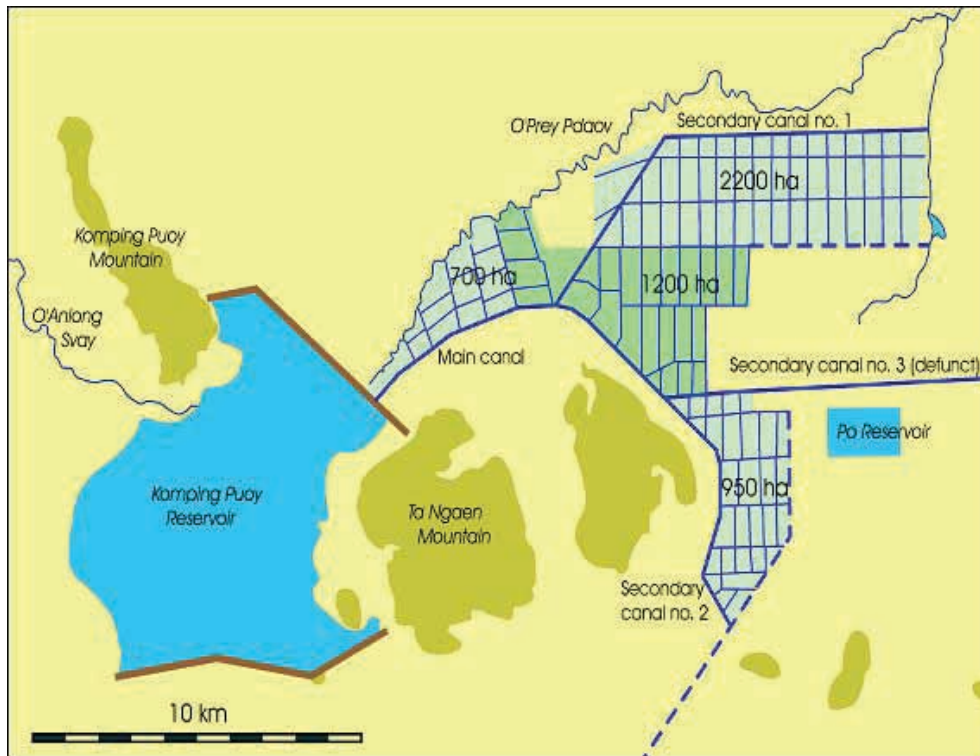 O'Prey Pdaov
Secondary canal no. 1
2200 ha
Komping Puoy
Mountain
700 ha
1200 ha
O'Anlong
Svay
Main canal
Secondary canal no. 3 (defunct)
Po Reservoir
Komping Puoy
Reservoir
Ta Ngaen
Mountain
950 ha
Secondary
canal no. 2
10 km